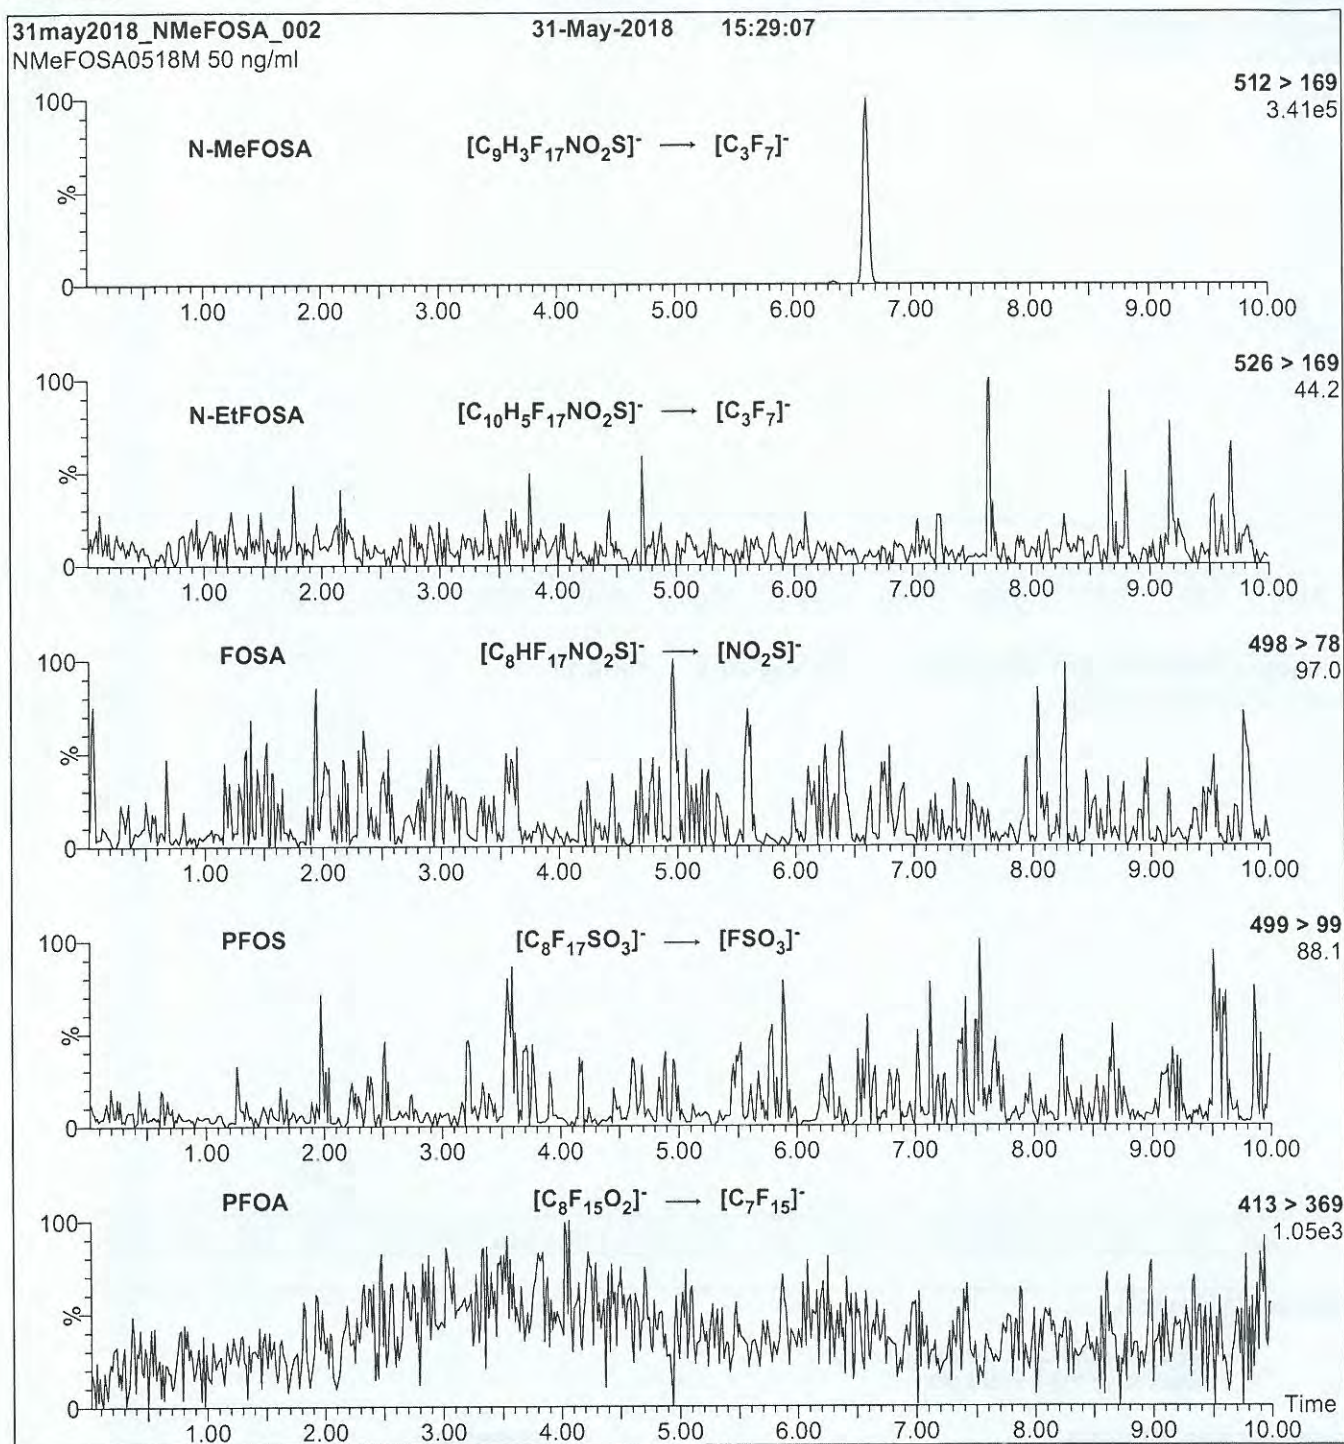 31may2018_NMeFOSA_002 31-May-2018 15:29:07
NMeFOSA0518M 50 ng/ml
512 > 169
3.41e5
N-MeFOSA [C₉H₃F₁₇NO₂S]⁻ → [C₃F₇]⁻
100
%
0
1.00 2.00 3.00 4.00 5.00 6.00 7.00 8.00 9.00 10.00
526 > 169
44.2
N-EtFOSA [C₁₀H₅F₁₇NO₂S]⁻ → [C₃F₇]⁻
100
%
0
1.00 2.00 3.00 4.00 5.00 6.00 7.00 8.00 9.00 10.00
498 > 78
97.0
FOSA [C₈HF₁₇NO₂S]⁻ → [NO₂S]⁻
100
%
0
1.00 2.00 3.00 4.00 5.00 6.00 7.00 8.00 9.00 10.00
499 > 99
88.1
PFOS [C₈F₁₇SO₃]⁻ → [FSO₃]⁻
100
%
0
1.00 2.00 3.00 4.00 5.00 6.00 7.00 8.00 9.00 10.00
413 > 369
1.05e3
PFOA [C₈F₁₅O₂]⁻ → [C₇F₁₅]⁻
100
%
0
Time
1.00 2.00 3.00 4.00 5.00 6.00 7.00 8.00 9.00 10.00